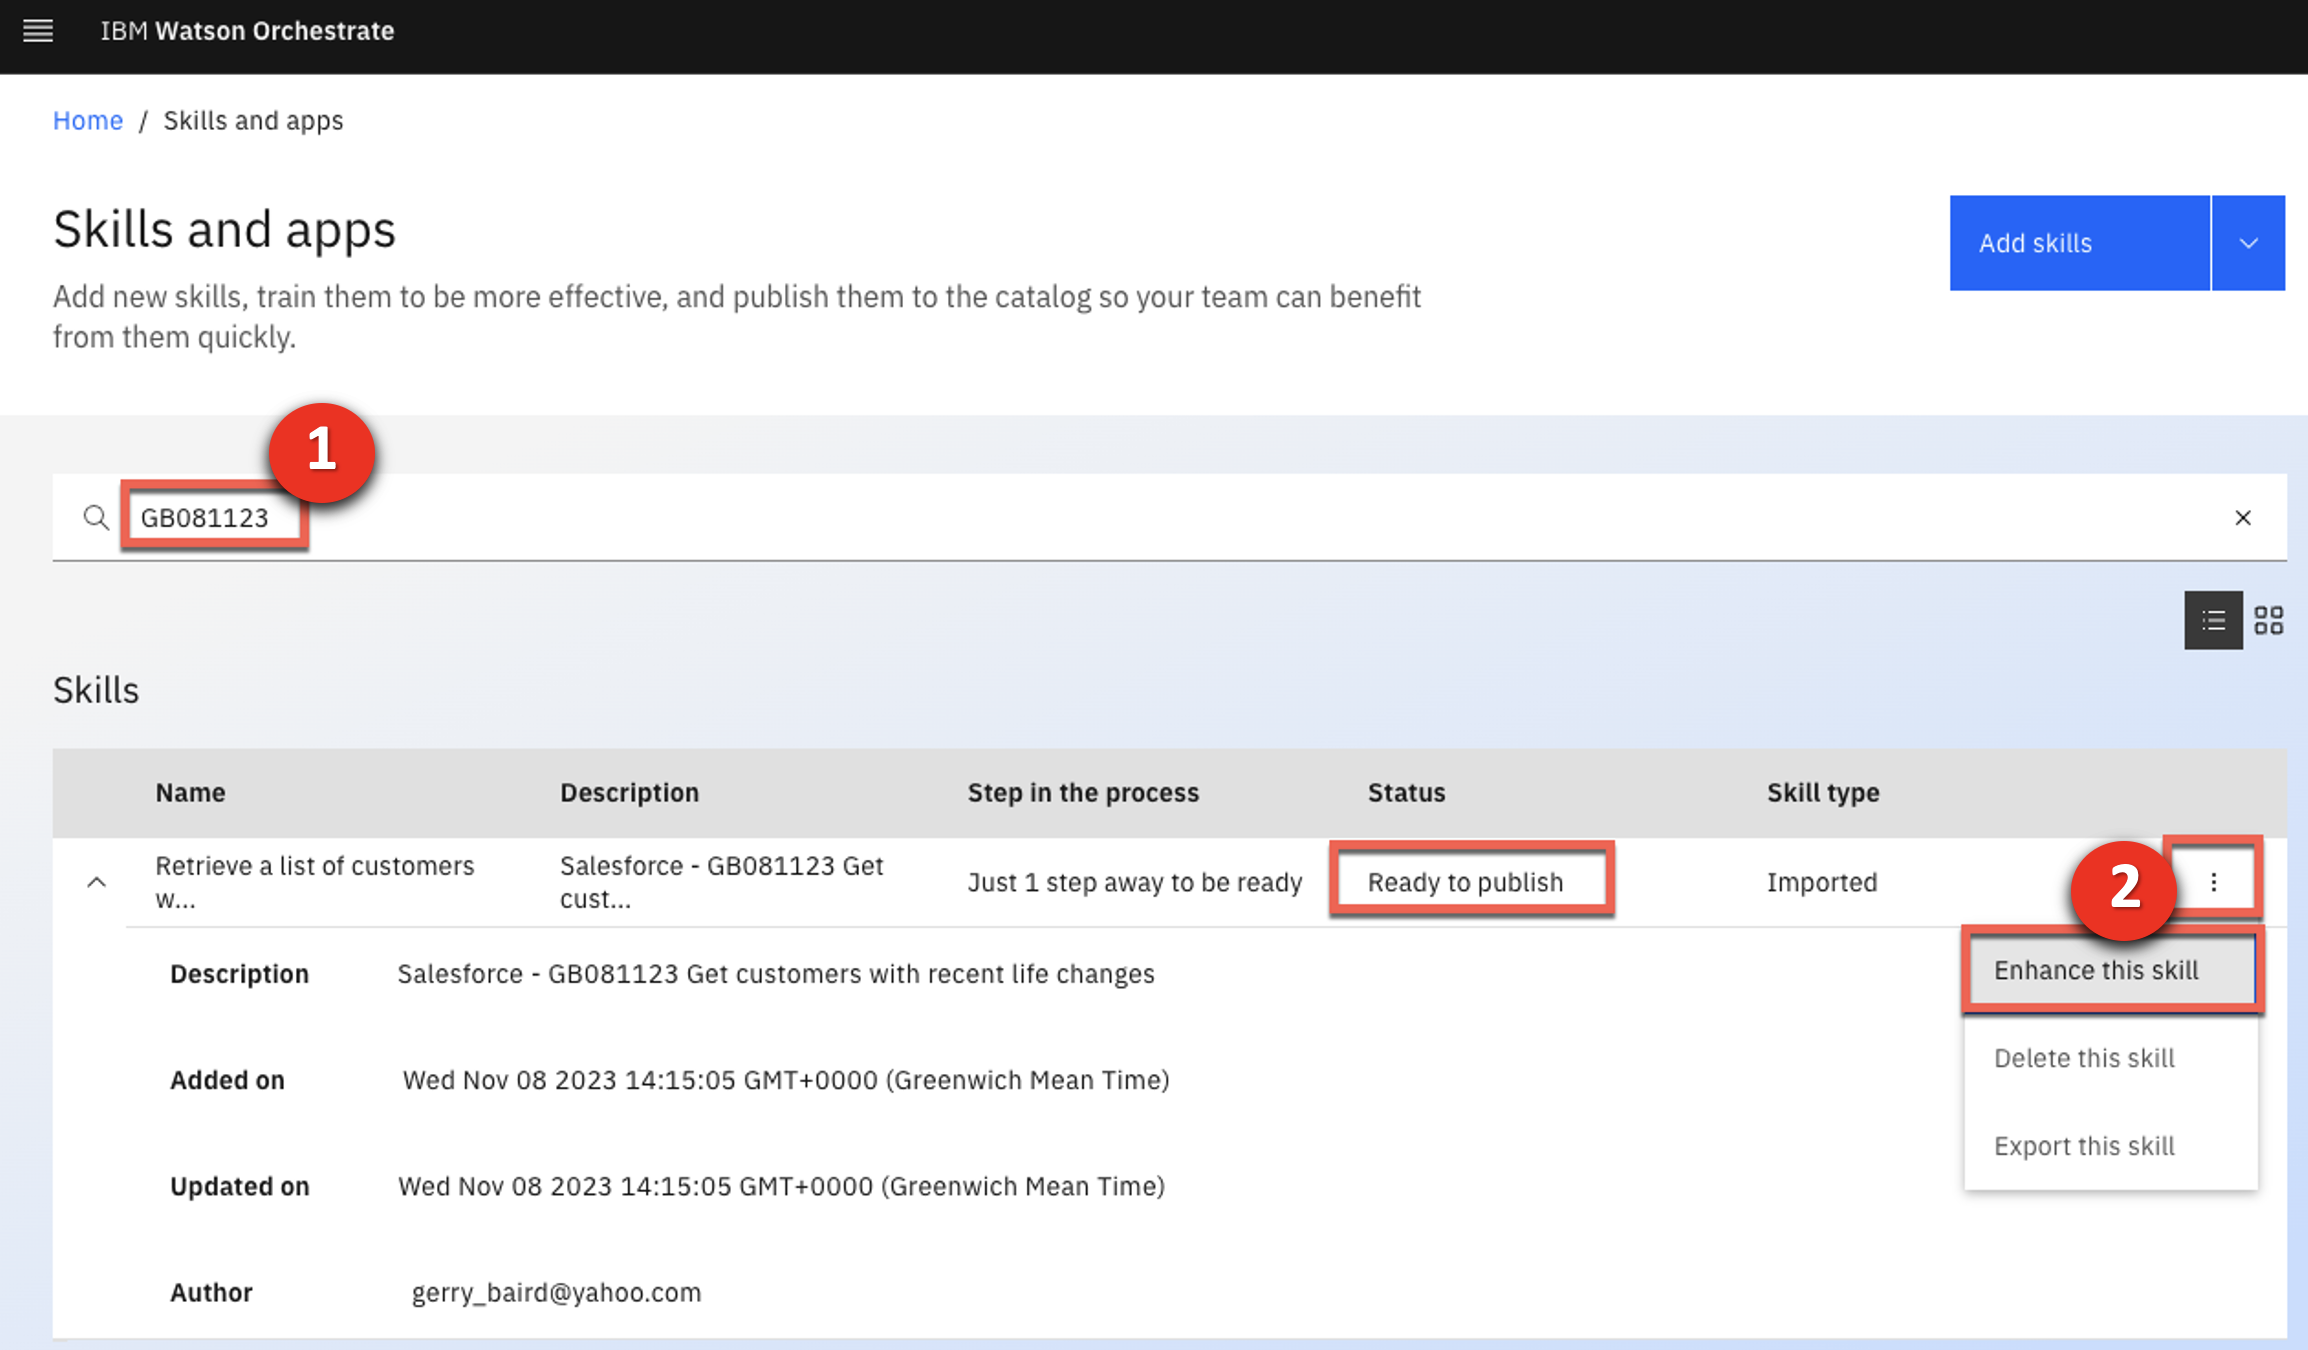 IBM Watson Orchestrate
Home / Skills and apps
Skills and apps
Add skills
Add new skills, train them to be more effective, and publish them to the catalog so your team can benefit
from them quickly.
1
GB081123
Skills
Name Description Step in the process Status Skill type
Retrieve a list of customers
w...
Salesforce - GB081123 Get
cust...
Just 1 step away to be ready
Ready to publish
Imported
2
Enhance this skill
Delete this skill
Export this skill
Description Salesforce - GB081123 Get customers with recent life changes
Added on Wed Nov 08 2023 14:15:05 GMT+0000 (Greenwich Mean Time)
Updated on Wed Nov 08 2023 14:15:05 GMT+0000 (Greenwich Mean Time)
Author gerry_baird@yahoo.com